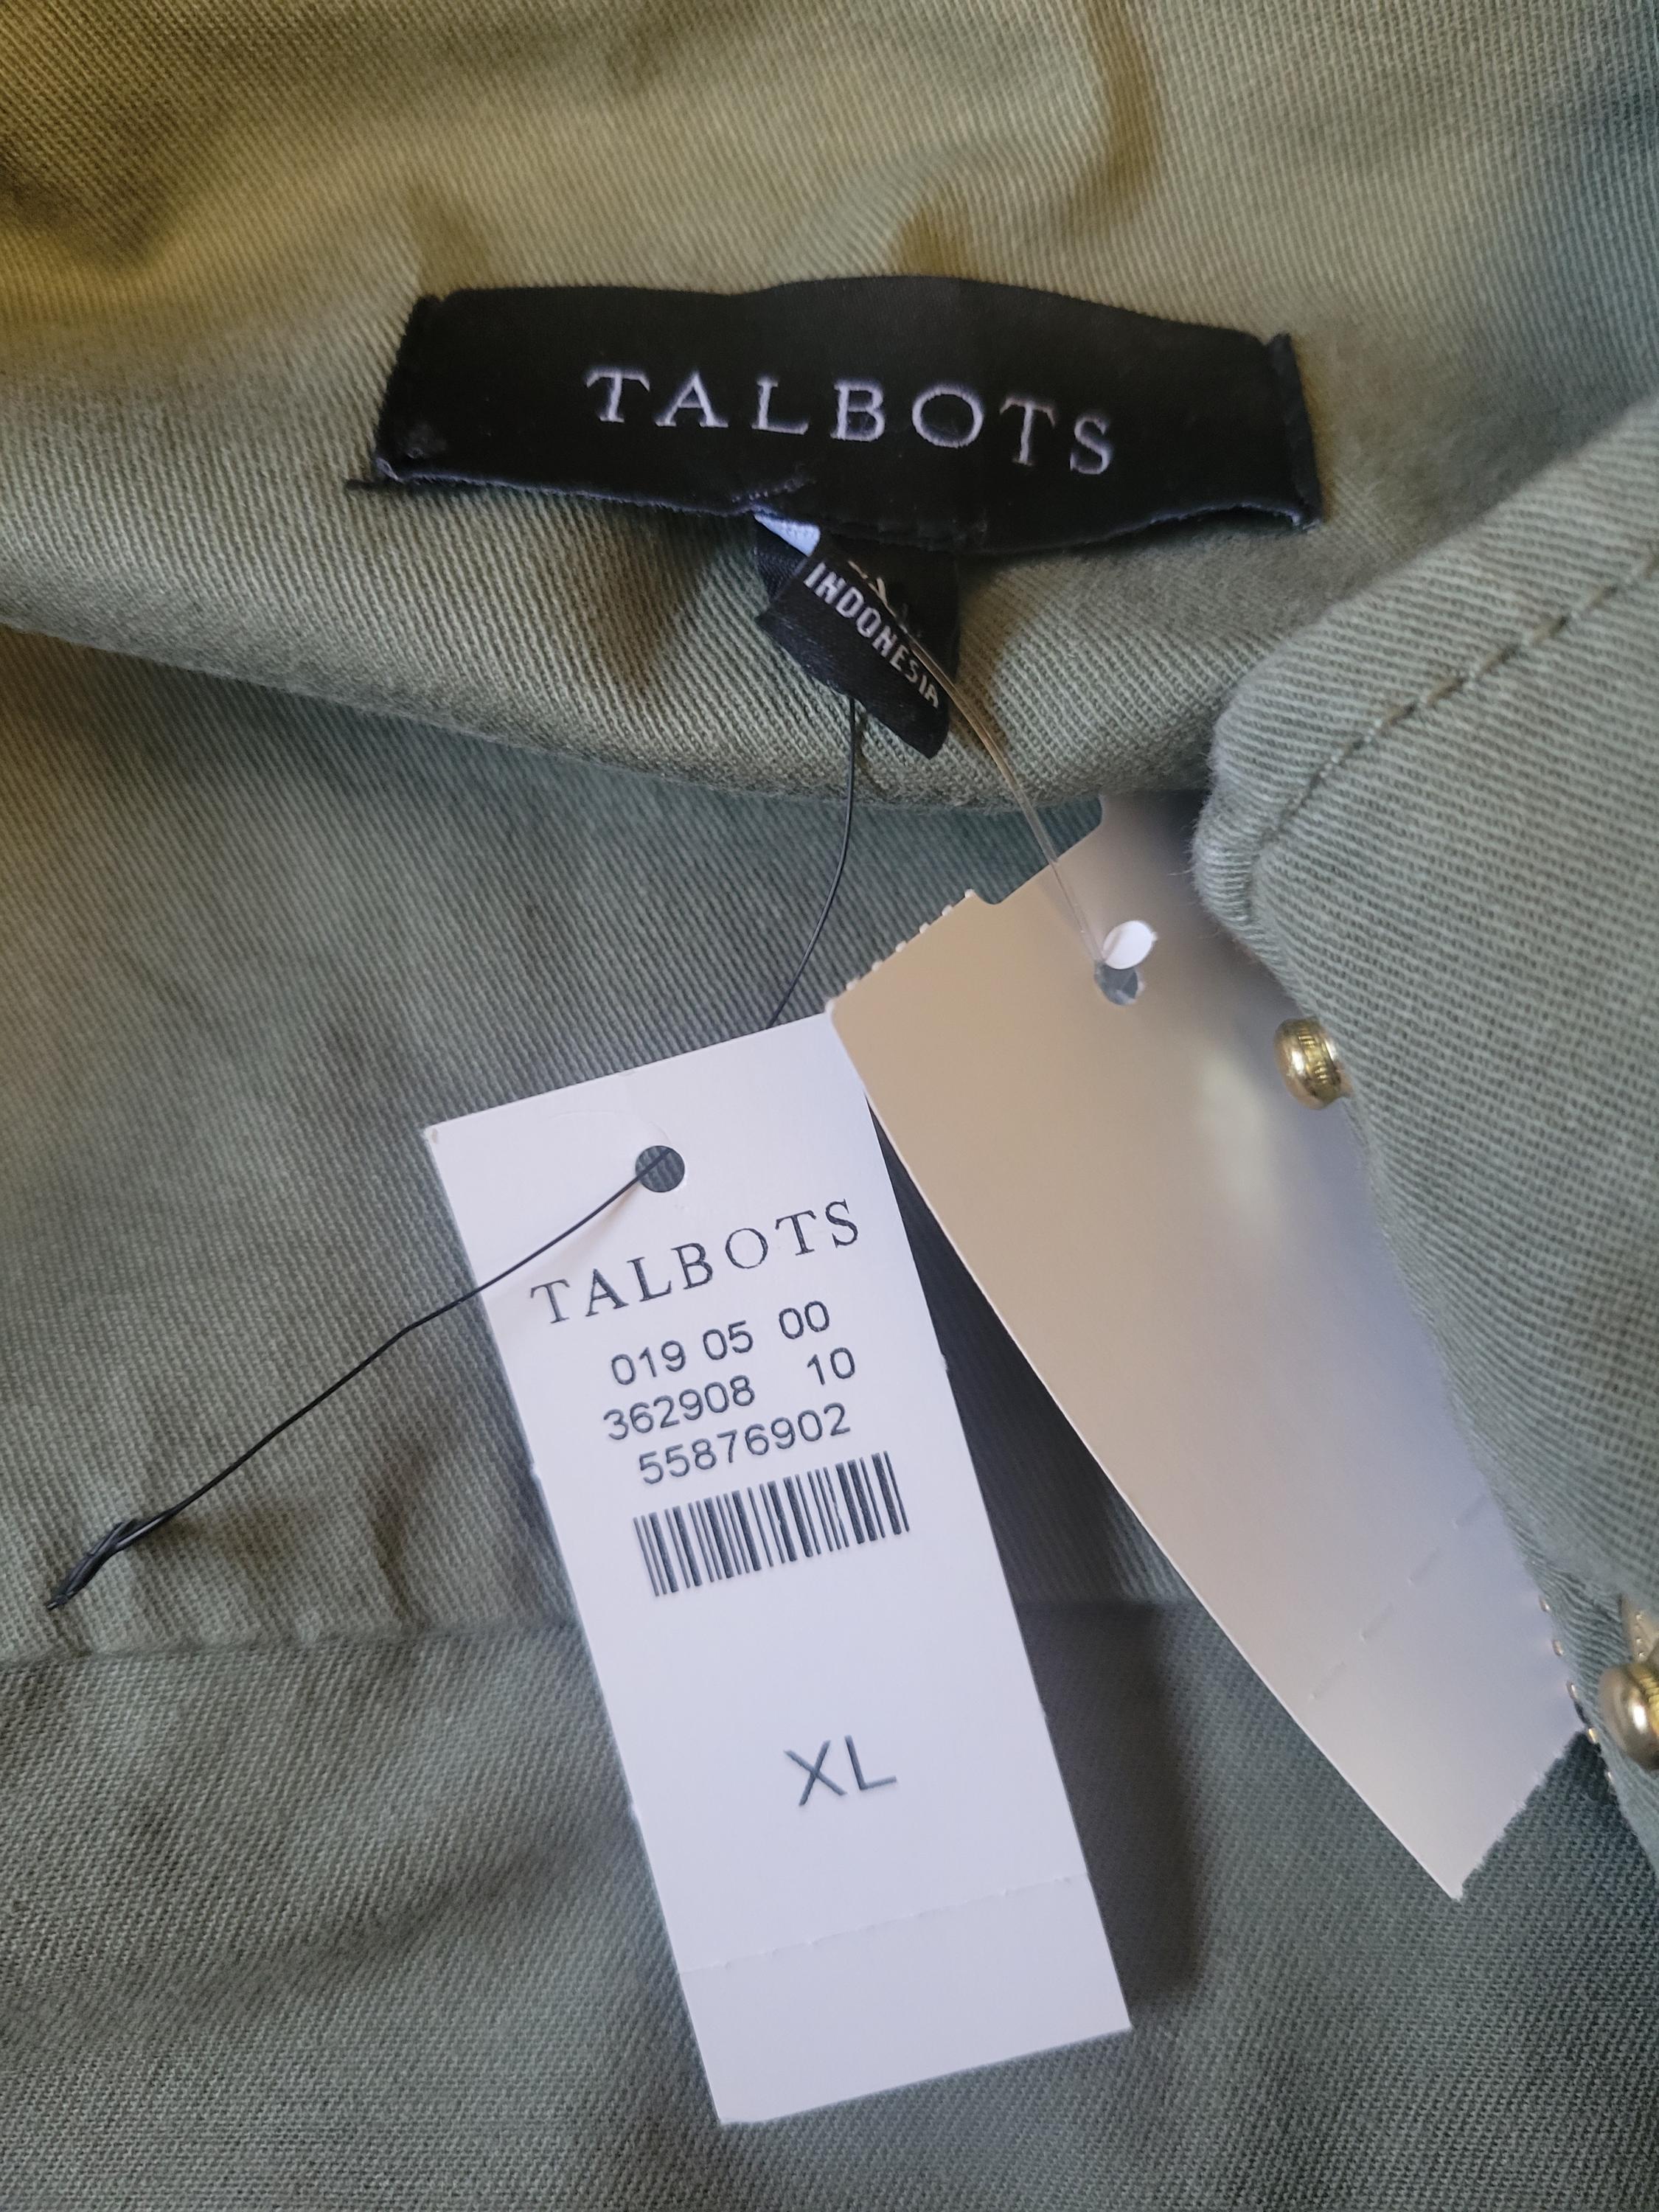 TALBOTS
INDONESIA
TALBOTS
019 05 00
362908 10
55876902
XL